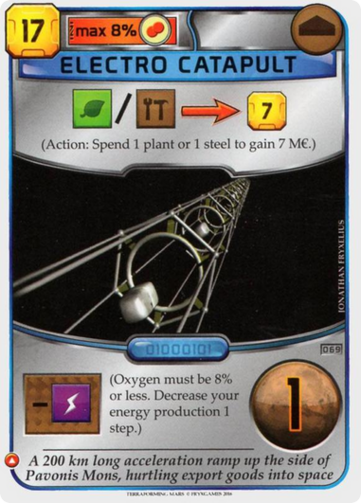 17
max 8%
ELECTRO CATAPULT
/
7
(Action: Spend 1 plant or 1 steel to gain 7 M€.)
JONATHAN FRYXELIUS
01000101
069
-
(Oxygen must be 8%
or less. Decrease your
energy production 1
step.)
1
A 200 km long acceleration ramp up the side of
Pavonis Mons, hurtling export goods into space
TERRAFORMING MARS © FRYXGAMES 2016